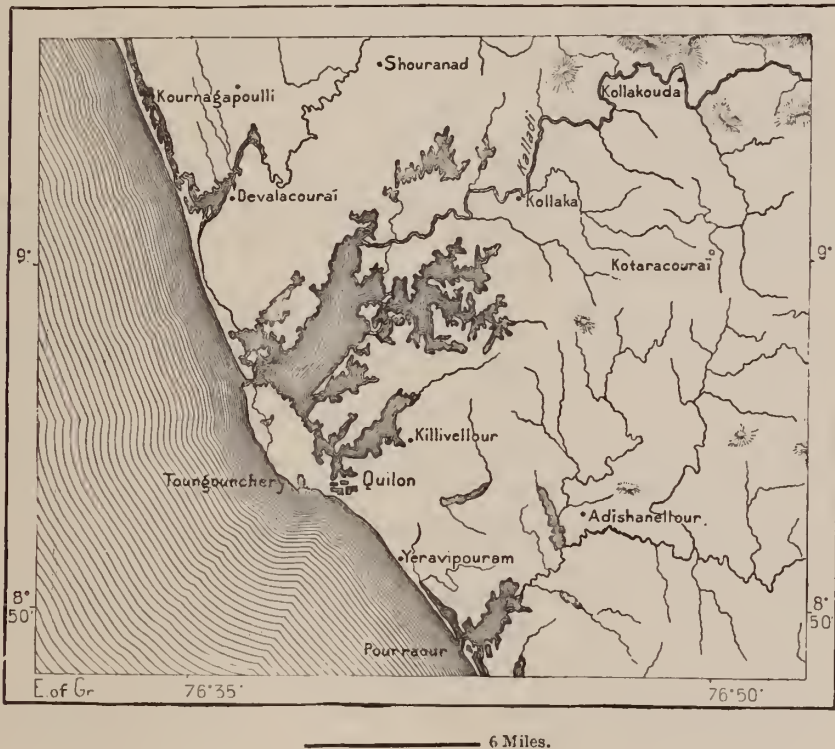 Shouranad
Kournagapoulli
Kollakouda
Kalladi
Devalacouraï
Kollaka
9°
9°
Kotaracouraï
Killivellour
Toungounchery
Quilon
Adishanellour
Yeravipouram
8°
50'
8°
50'
Pourraour
E. of Gr
76°35'
76°50'
6 Miles.